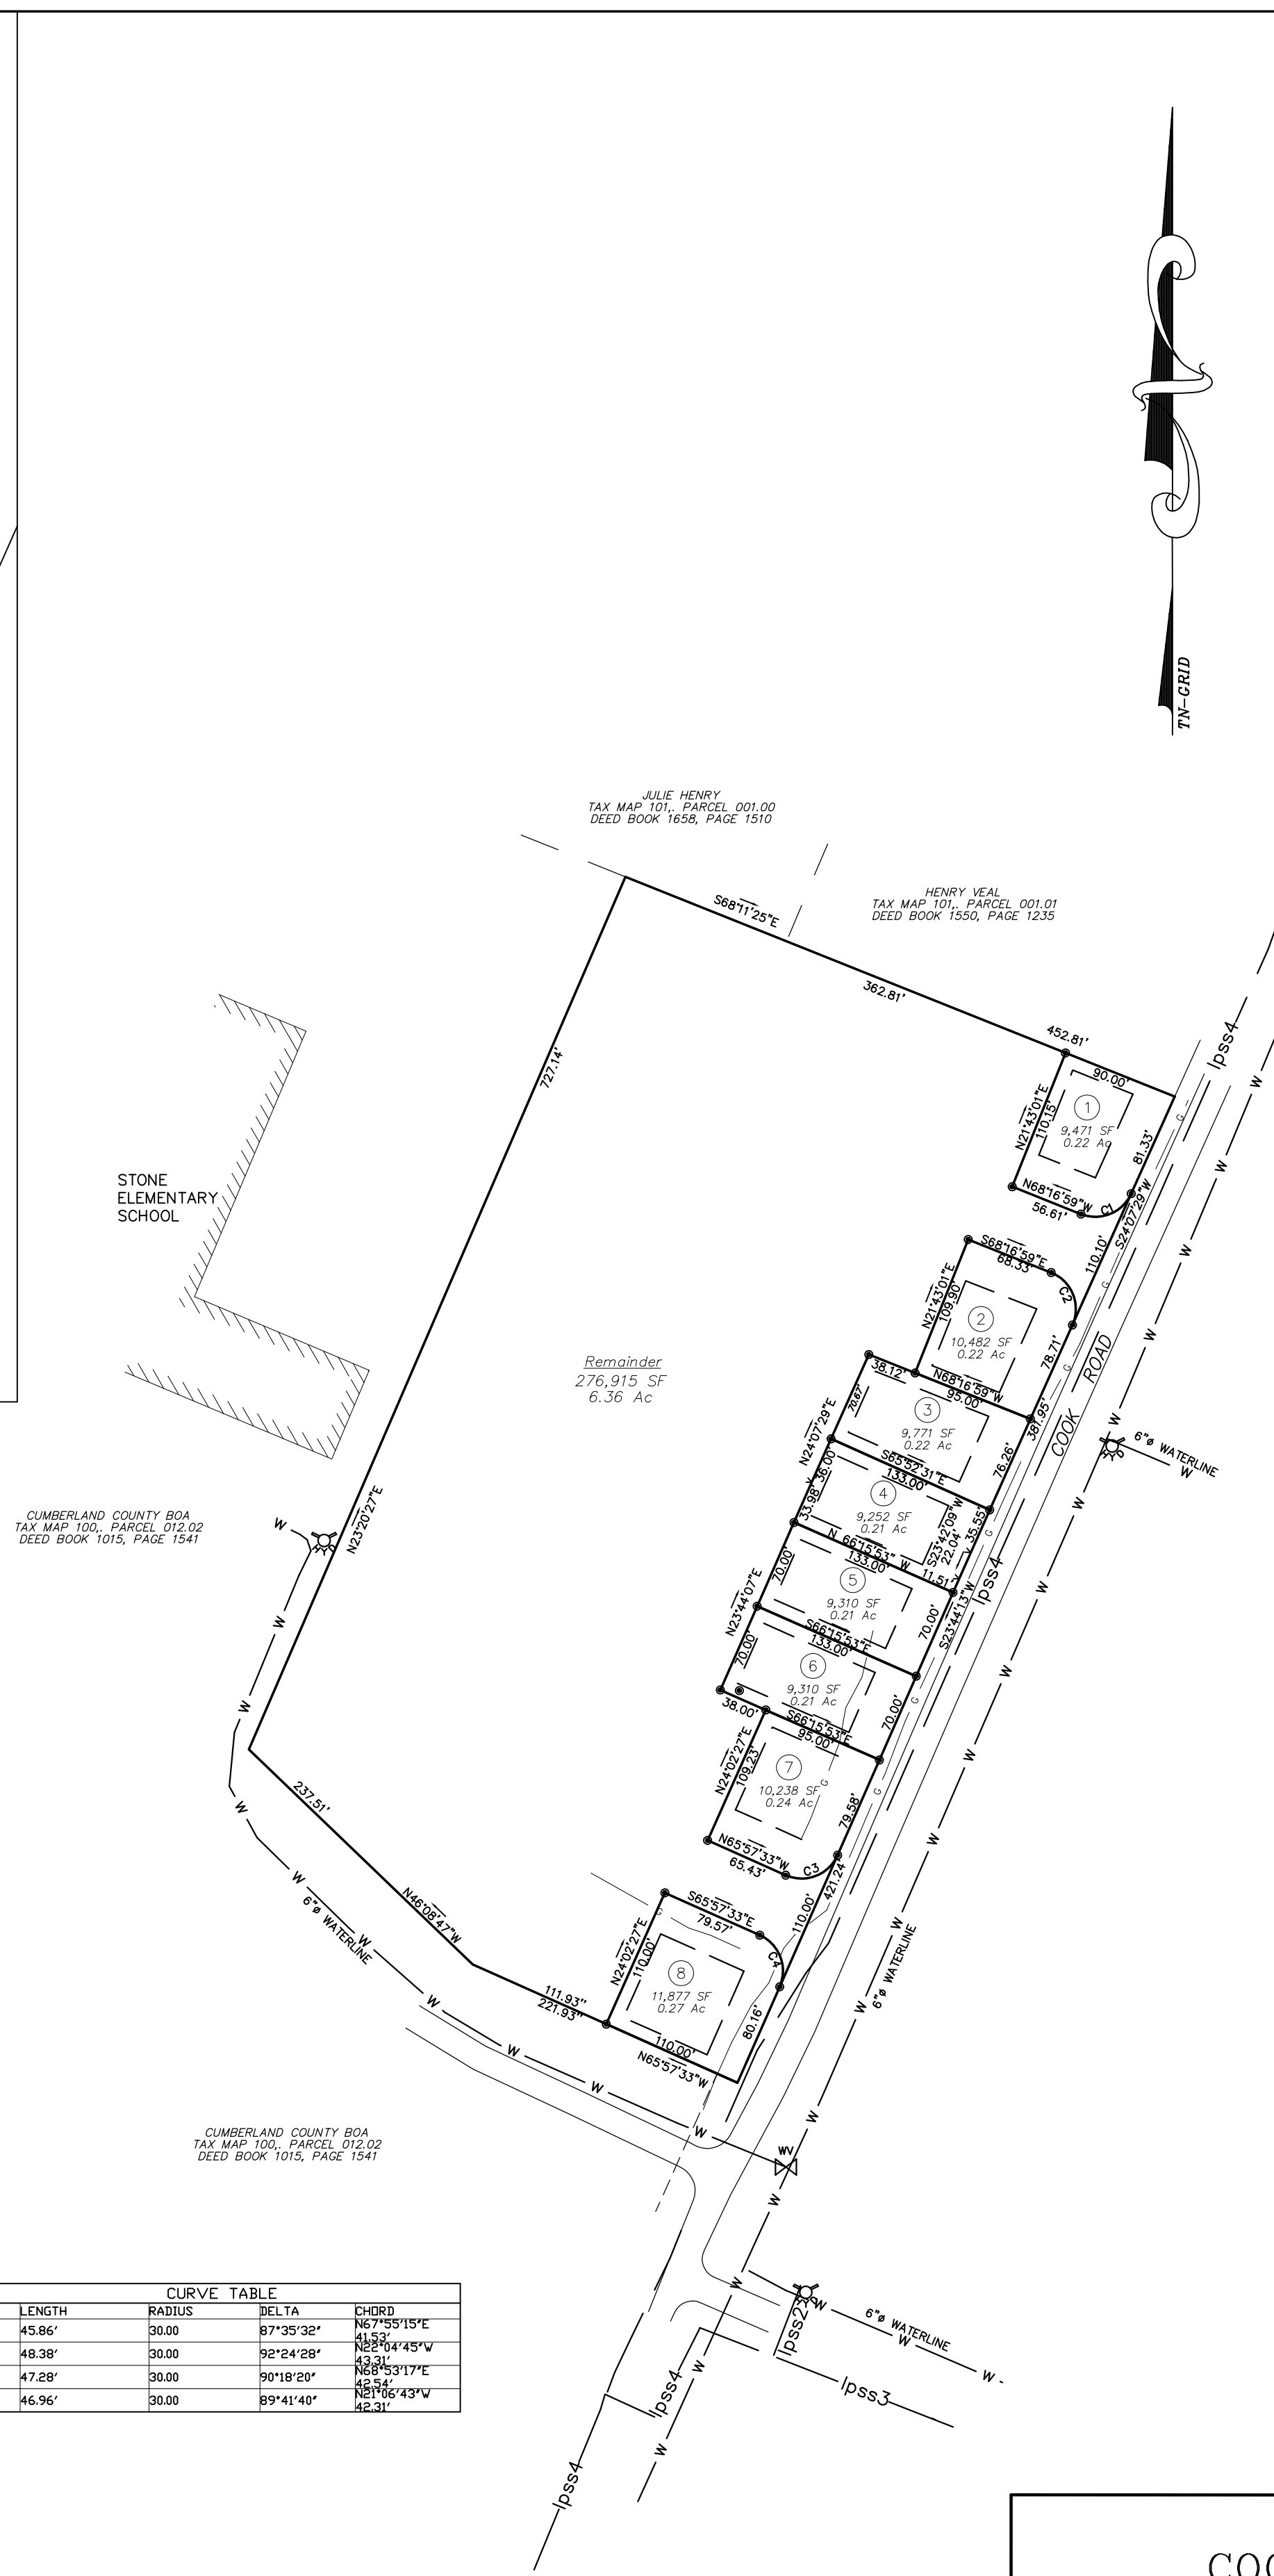 TN-GRID
JULIE HENRY
TAX MAP 101,. PARCEL 001.00
DEED BOOK 1658, PAGE 1510
HENRY VEAL
TAX MAP 101,. PARCEL 001.01
DEED BOOK 1550, PAGE 1235
S68°11'25"E
362.81'
452.81'
90.00'
lpss4
W
1
9,471 SF
0.22 Ac
N21°43'01"E
110.15'
81.33'
G
N68°16'59"W
56.61'
C1
S24°07'29"W
110.10'
727.14'
STONE
ELEMENTARY
SCHOOL
S68°16'59"E
68.33'
C2
N21°43'01"E
109.90'
2
10,482 SF
0.22 Ac
78.71'
COOK ROAD
Remainder
276,915 SF
6.36 Ac
38.12'
N68°16'59"W
95.00'
381.95'
70.67'
3
9,771 SF
0.22 Ac
N24°07'29"E
76.26'
S65°52'31"E
133.00'
HYD
6"ø WATERLINE
W
36.00'
33.98'
4
9,252 SF
0.21 Ac
S23°42'09"W
22.04'
35.55'
11.51'
N 66°15'53" W
133.00'
CUMBERLAND COUNTY BOA
TAX MAP 100,. PARCEL 012.02
DEED BOOK 1015, PAGE 1541
W
HYD
N23°20'27"E
lpss4
70.00'
5
9,310 SF
0.21 Ac
70.00'
S23°44'13"W
N23°44'07"E
S66°15'53"E
133.00'
70.00'
6
9,310 SF
0.21 Ac
70.00'
38.00'
S66°15'53"E
95.00'
N24°02'27"E
109.23'
7
10,238 SF
0.24 Ac
G
79.58'
N65°57'33"W
65.43'
C3
421.24'
237.51'
N46°08'47"W
6"ø WATERLINE
S65°57'33"E
79.57'
C4
110.00'
N24°02'27"E
110.00'
8
11,877 SF
0.27 Ac
80.16'
6"ø WATERLINE
111.93"
221.93"
110.00'
N65°57'33"W
WV
CUMBERLAND COUNTY BOA
TAX MAP 100,. PARCEL 012.02
DEED BOOK 1015, PAGE 1541
CURVE TABLE
LENGTH RADIUS DELTA CHORD
45.86' 30.00 87°35'32" N67°55'15"E 41.53'
48.38' 30.00 92°24'28" N22°04'45"W 43.31'
47.28' 30.00 90°18'20" N68°53'17"E 42.54'
46.96' 30.00 89°41'40" N21°06'43"W 42.31'
HYD
6"ø WATERLINE
W
lpss2
lpss3
lpss4
lpss4